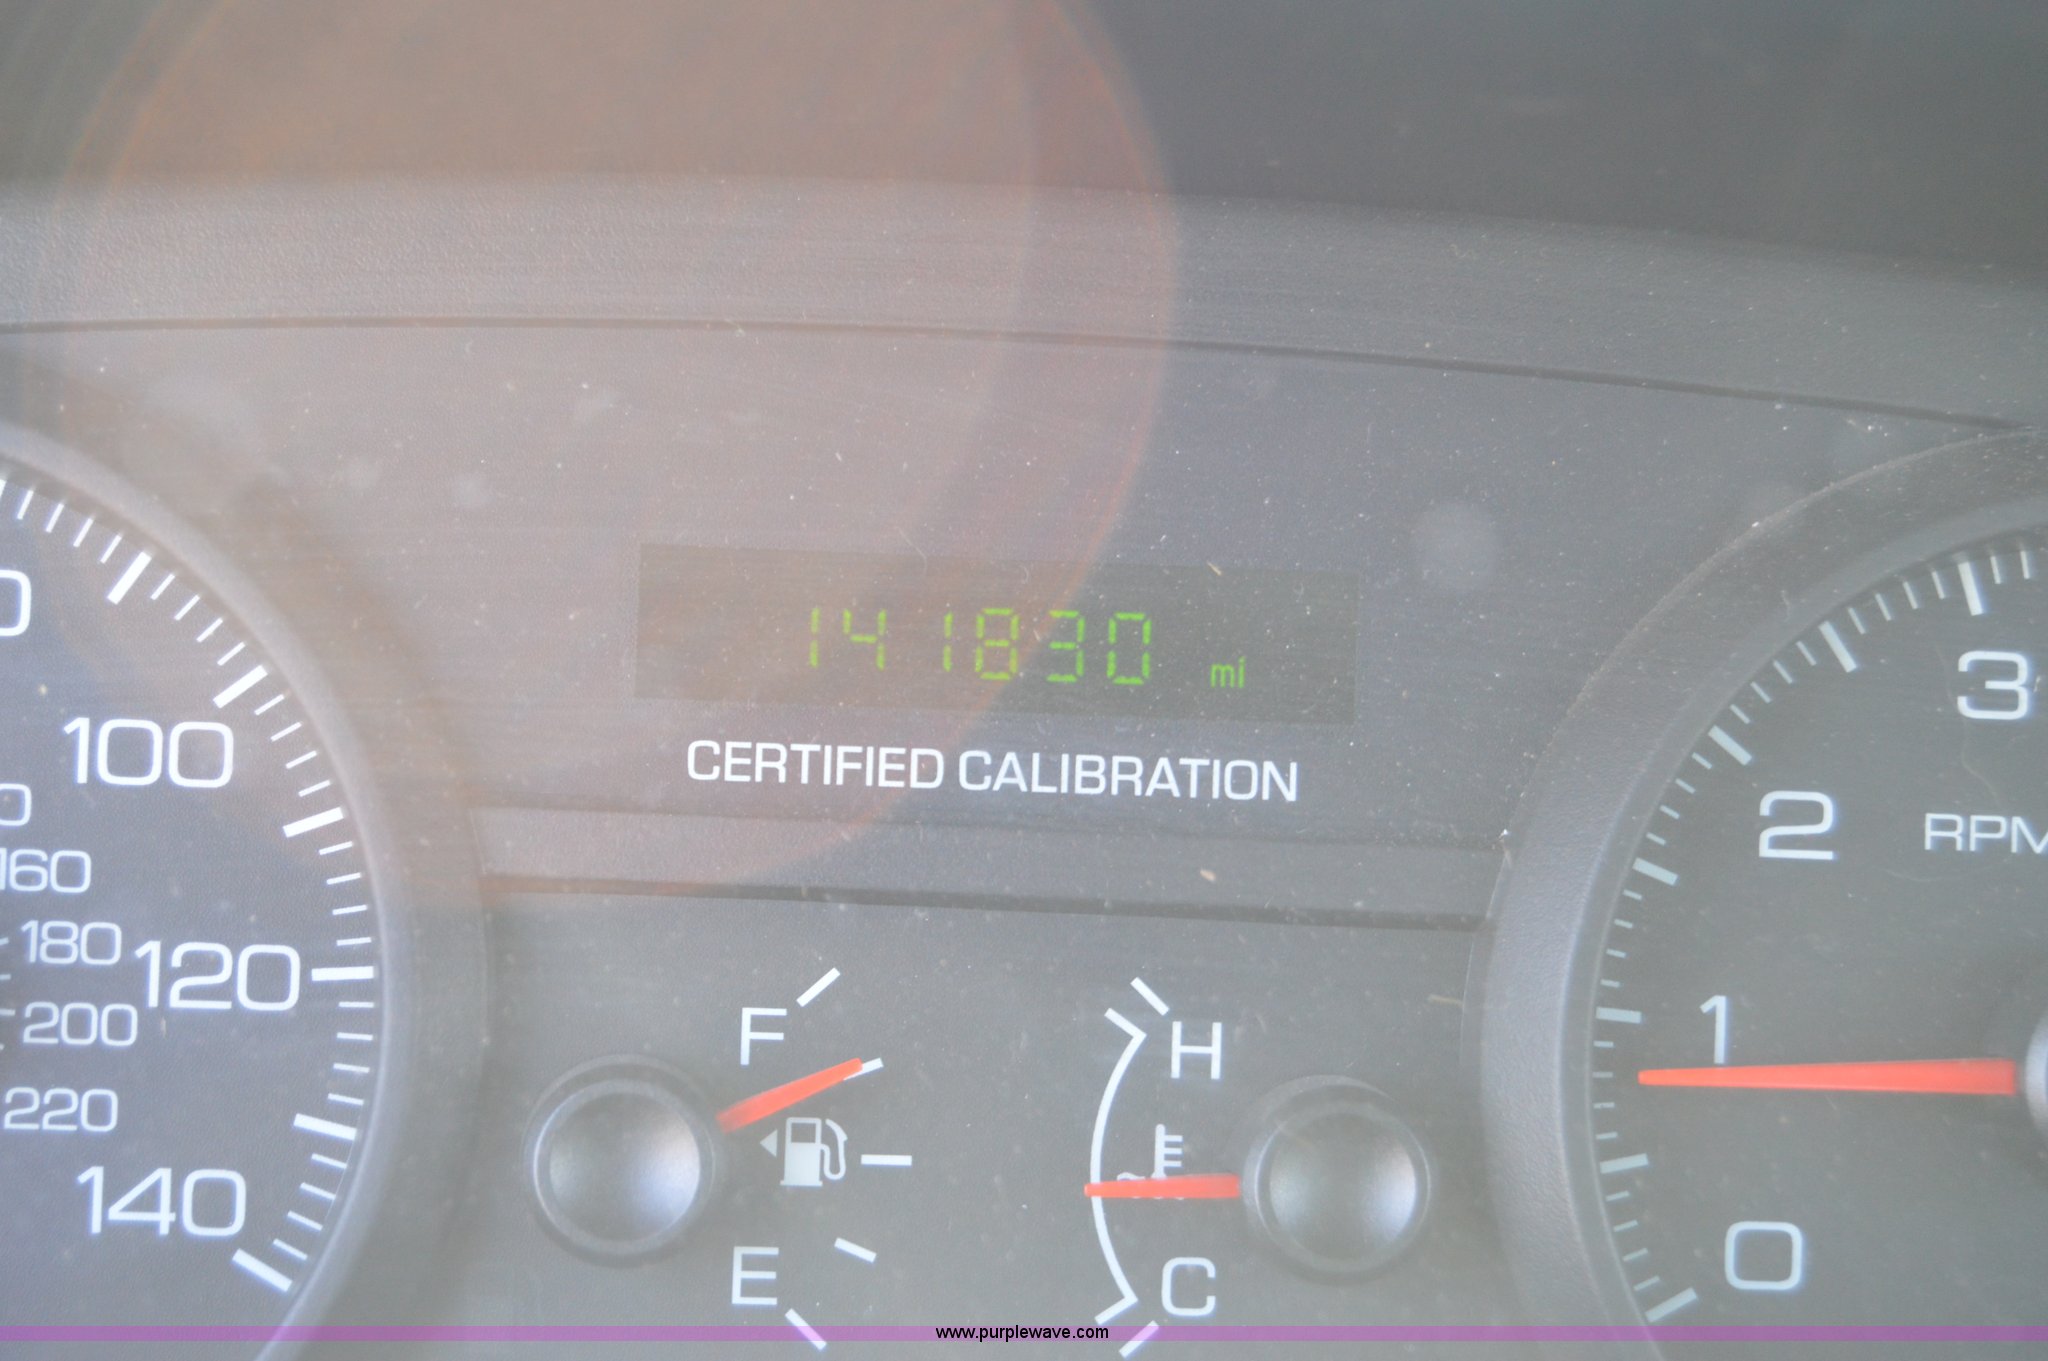 141830 mi
CERTIFIED CALIBRATION
100
160
180
120
200
220
140
F
E
H
C
3
2
RPM
1
0
www.purplewave.com